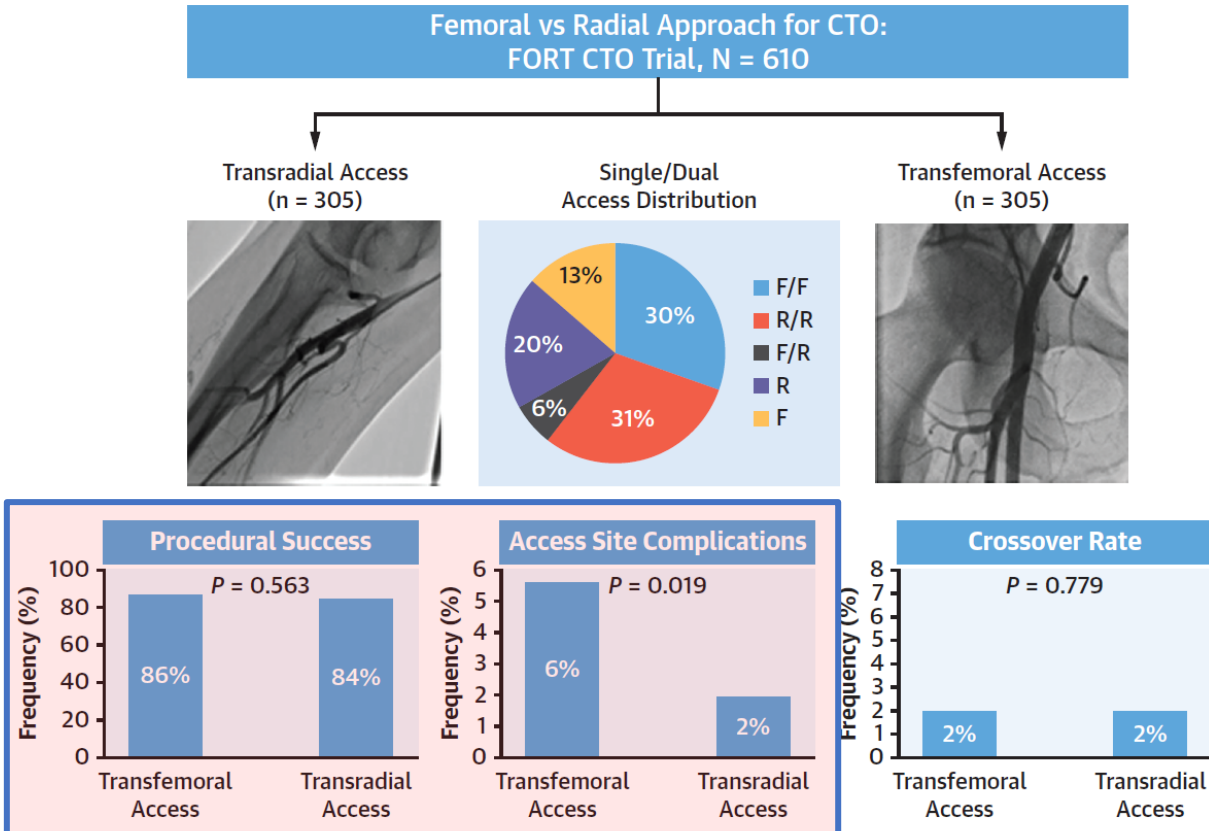 Femoral vs Radial Approach for CTO:
FORT CTO Trial, N = 610
Transradial Access
(n = 305)
Single/Dual
Access Distribution
Transfemoral Access
(n = 305)
13%
30%
20%
6%
31%
F/F
R/R
F/R
R
F
Procedural Success
Frequency (%)
100
80
60
40
20
0
P = 0.563
86%
84%
Transfemoral
Access
Transradial
Access
Access Site Complications
Frequency (%)
6
5
4
3
2
1
0
P = 0.019
6%
2%
Transfemoral
Access
Transradial
Access
Crossover Rate
Frequency (%)
8
7
6
5
4
3
2
1
0
P = 0.779
2%
2%
Transfemoral
Access
Transradial
Access